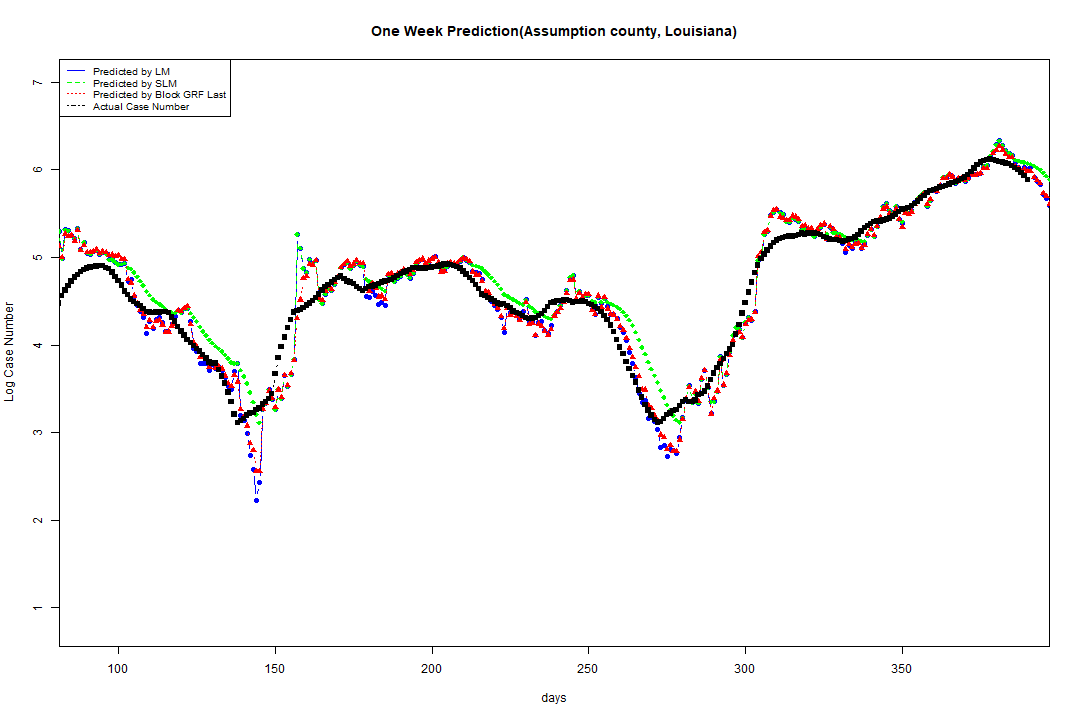 One Week Prediction(Assumption county, Louisiana)
Predicted by LM
Predicted by SLM
Predicted by Block GRF Last
Actual Case Number
Log Case Number
7
6
5
4
3
2
1
100 150 200 250 300 350
days